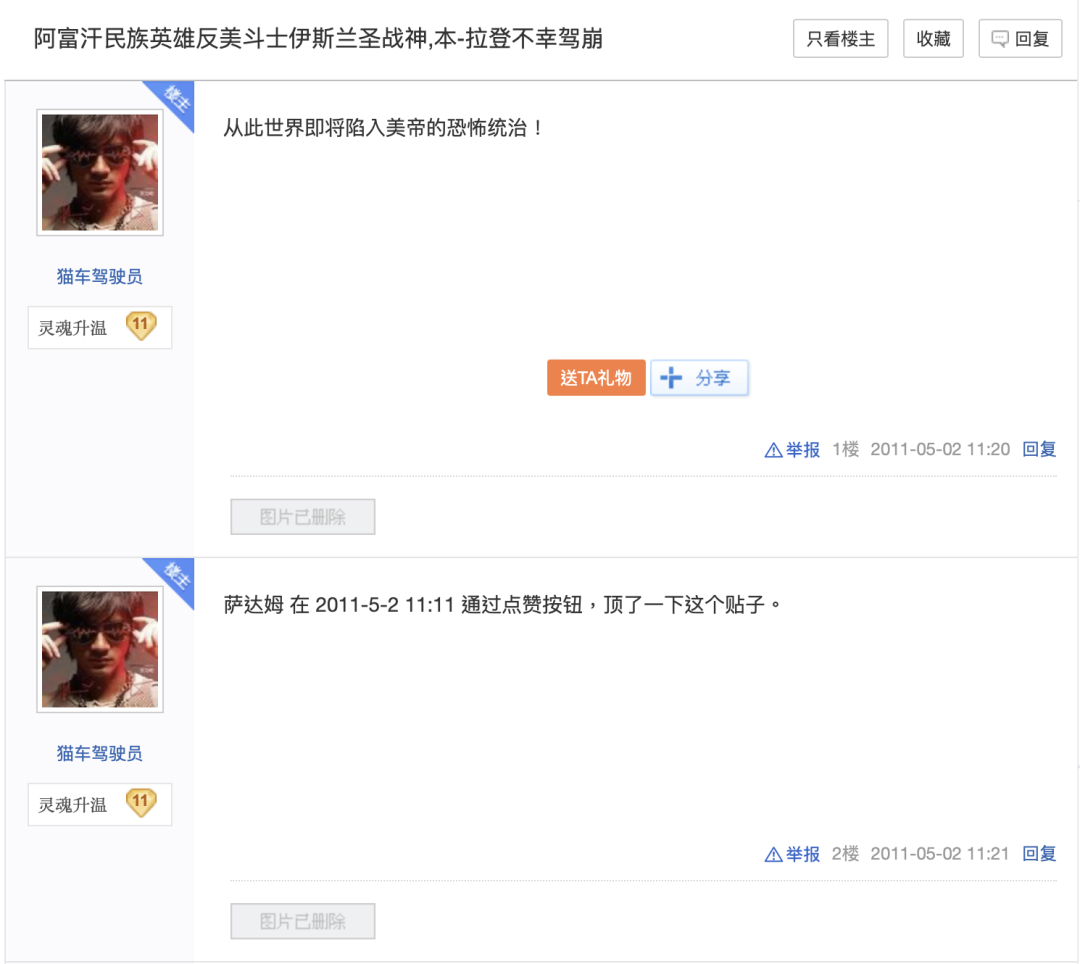 阿富汗民族英雄反美斗士伊斯兰圣战神,本-拉登不幸驾崩
只看楼主
收藏
回复
楼主
从此世界即将陷入美帝的恐怖统治！
猫车驾驶员
灵魂升温 11
送TA礼物
分享
举报 1楼 2011-05-02 11:20 回复
图片已删除
楼主
萨达姆 在 2011-5-2 11:11 通过点赞按钮，顶了一下这个贴子。
猫车驾驶员
灵魂升温 11
举报 2楼 2011-05-02 11:21 回复
图片已删除